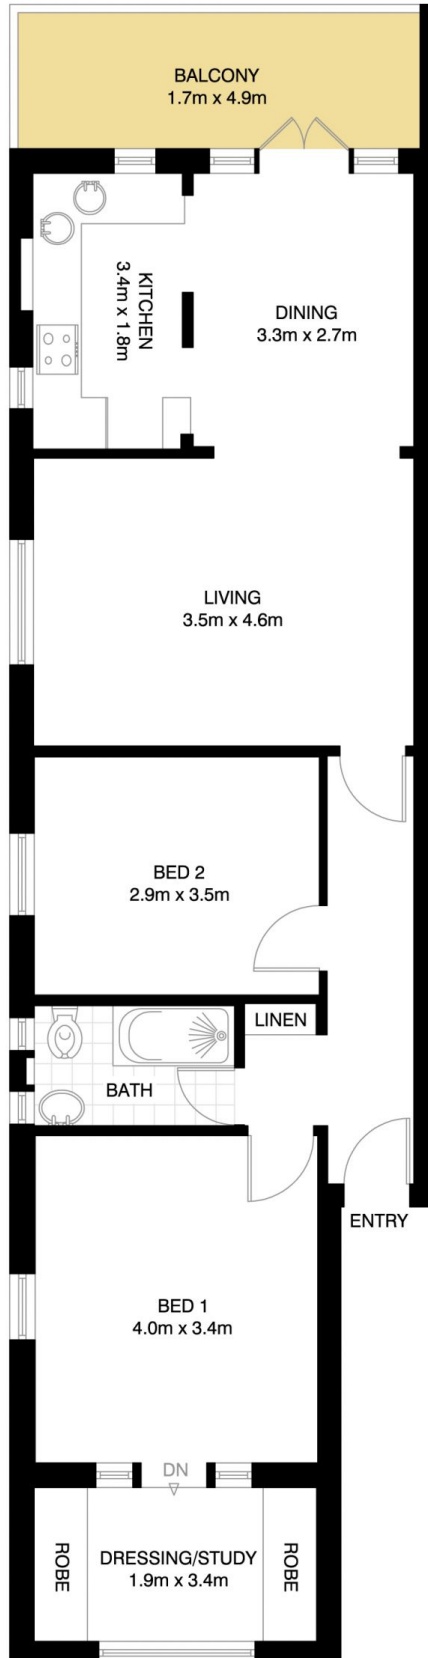 BALCONY
1.7m x 4.9m
KITCHEN
3.4m x 1.8m
DINING
3.3m x 2.7m
LIVING
3.5m x 4.6m
BED 2
2.9m x 3.5m
LINEN
BATH
ENTRY
BED 1
4.0m x 3.4m
DN
ROBE
DRESSING/STUDY
1.9m x 3.4m
ROBE